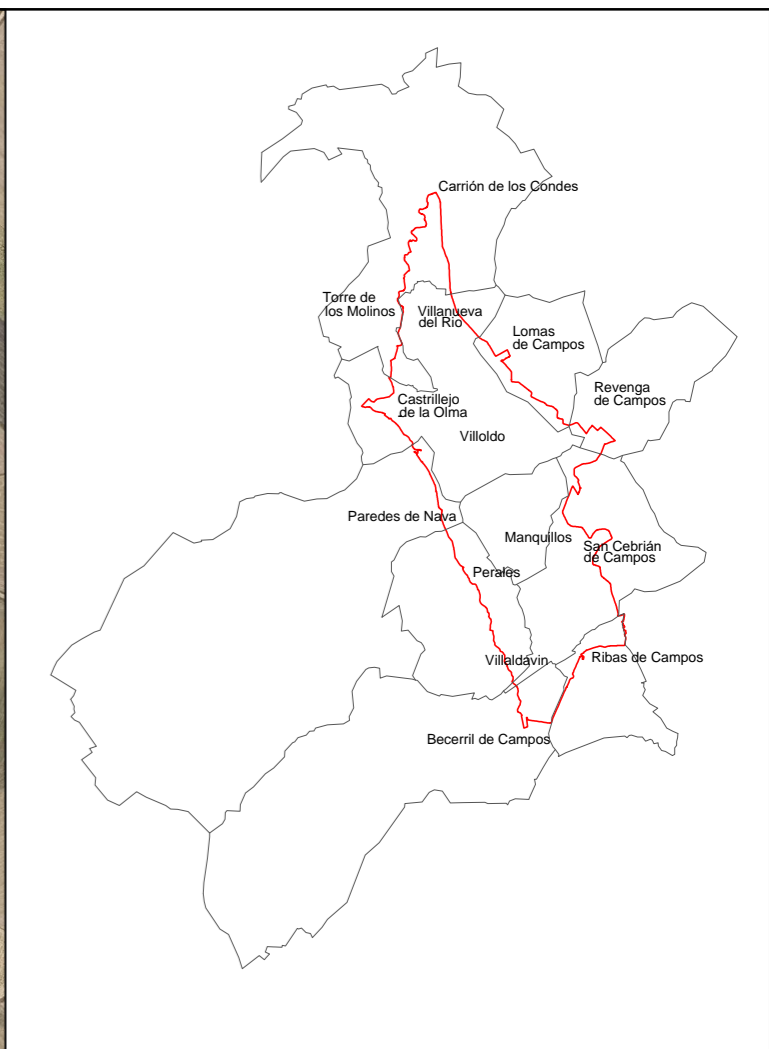 Carrión de los Condes
Torre de
los Molinos
Villanueva
del Río
Lomas
de Campos
Revenga
de Campos
Castrillejo
de la Olma
Villoldo
Paredes de Nava
Manquillos
San Cebrián
de Campos
Perales
Villaldavín
Ribas de Campos
Becerril de Campos